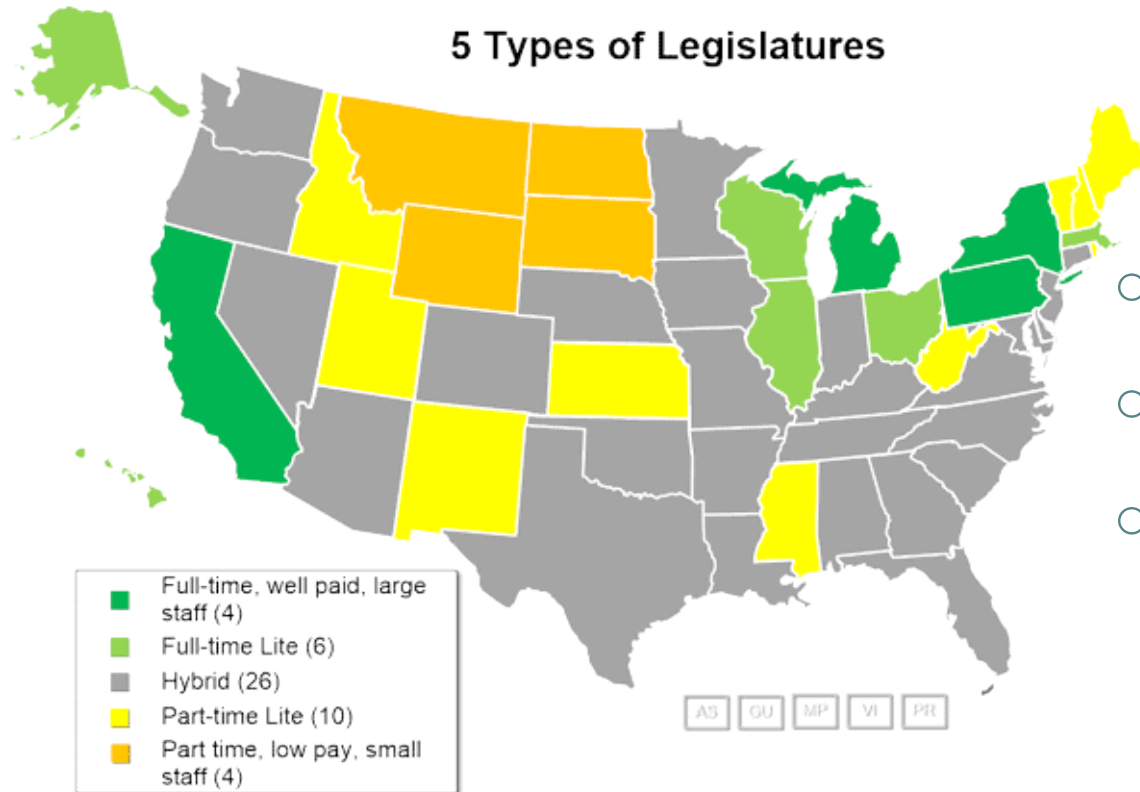 5 Types of Legislatures
Full-time, well paid, large
staff (4)
Full-time Lite (6)
Hybrid (26)
Part-time Lite (10)
Part time, low pay, small
staff (4)
AS GU MP VI PR